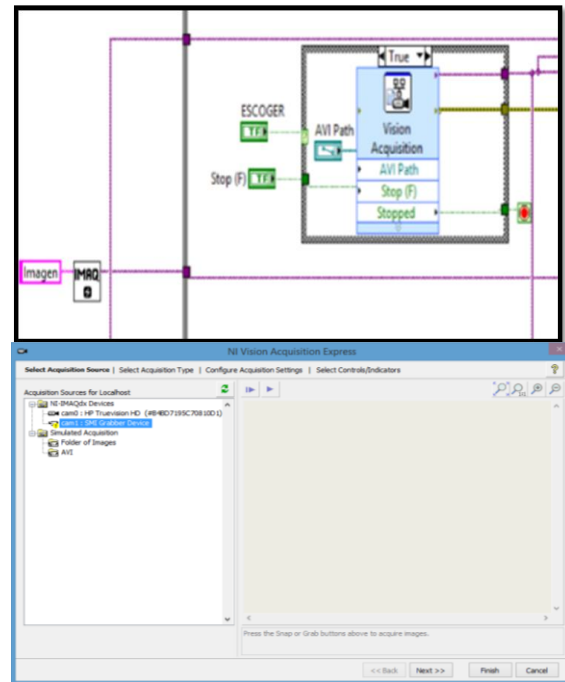 True
ESCOGER
TF
AVI Path
Vision
Acquisition
AVI Path
Stop (F)
TF
Stop (F)
Stopped
Imagen
IMAQ
NI Vision Acquisition Express
Select Acquisition Source | Select Acquisition Type | Configure Acquisition Settings | Select Controls/Indicators
Acquisition Sources for Localhost
NI-IMAQdx Devices
cam0 : HP Truevision HD (#B4BD7195C70810D1)
cam1 : SMI Grabber Device
Simulated Acquisition
Folder of Images
AVI
Press the Snap or Grab buttons above to acquire images.
<< Back
Next >>
Finish
Cancel